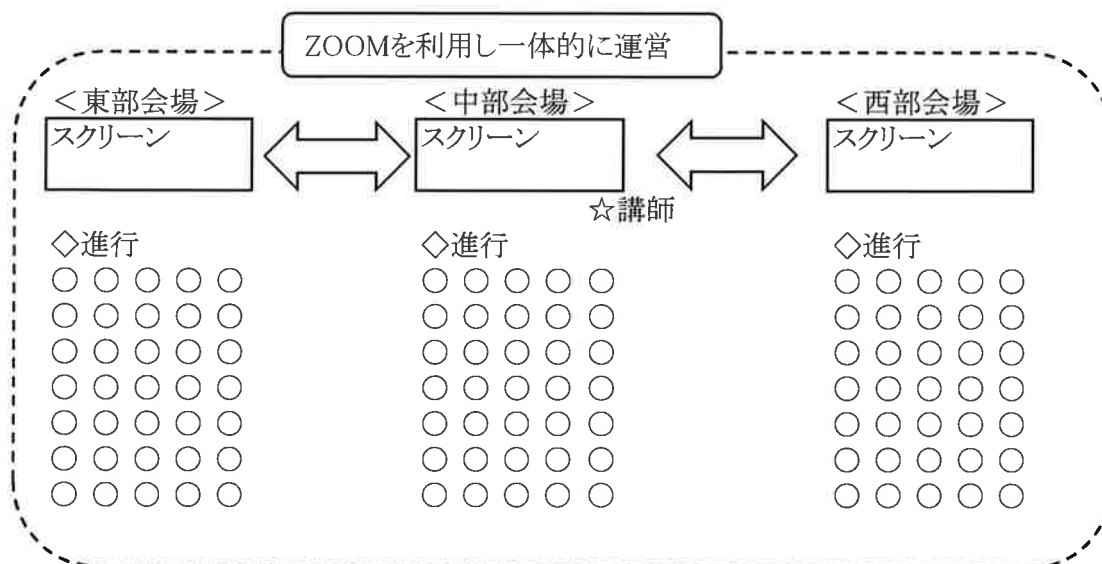 ZOOMを利用し一体的に運営
＜東部会場＞
スクリーン
◇進行
＜中部会場＞
スクリーン
☆講師
◇進行
＜西部会場＞
スクリーン
◇進行